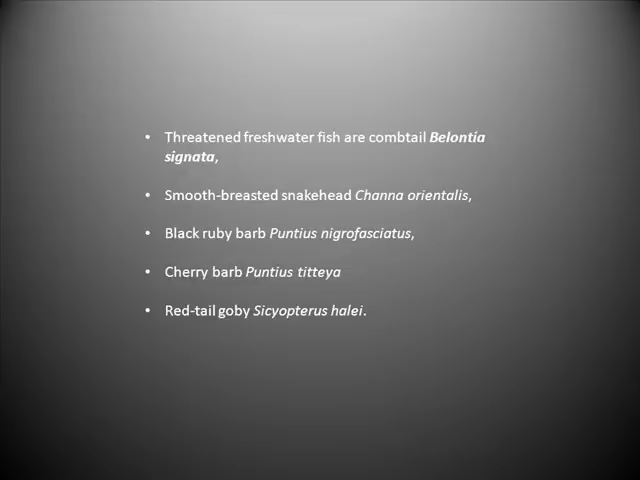 • Threatened freshwater fish are combtail Belontia
signata,
• Smooth-breasted snakehead Channa orientalis,
• Black ruby barb Puntius nigrofasciatus,
• Cherry barb Puntius titteya
• Red-tail goby Sicyopterus halei.